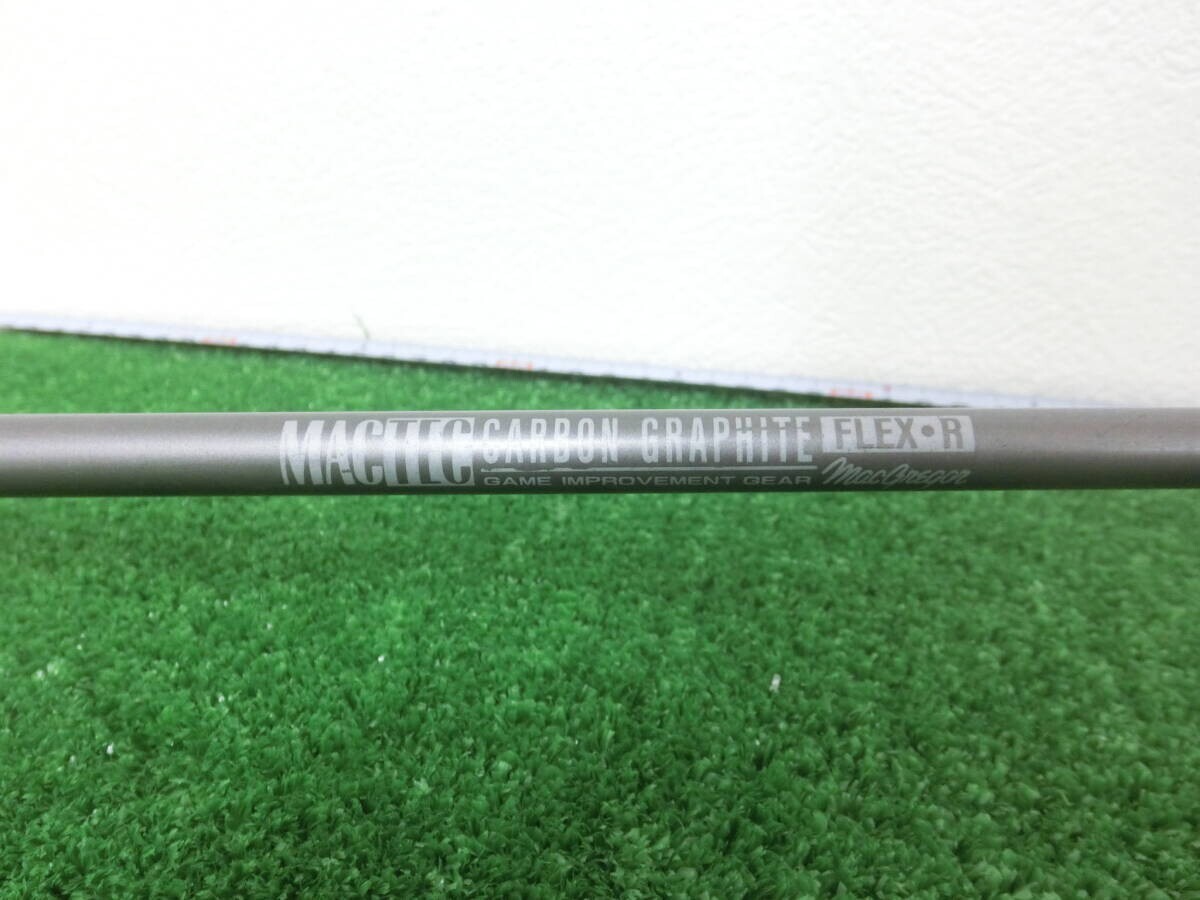 MACTEC CARBON GRAPHITE FLEX•R
GAME IMPROVEMENT GEAR MacGregor